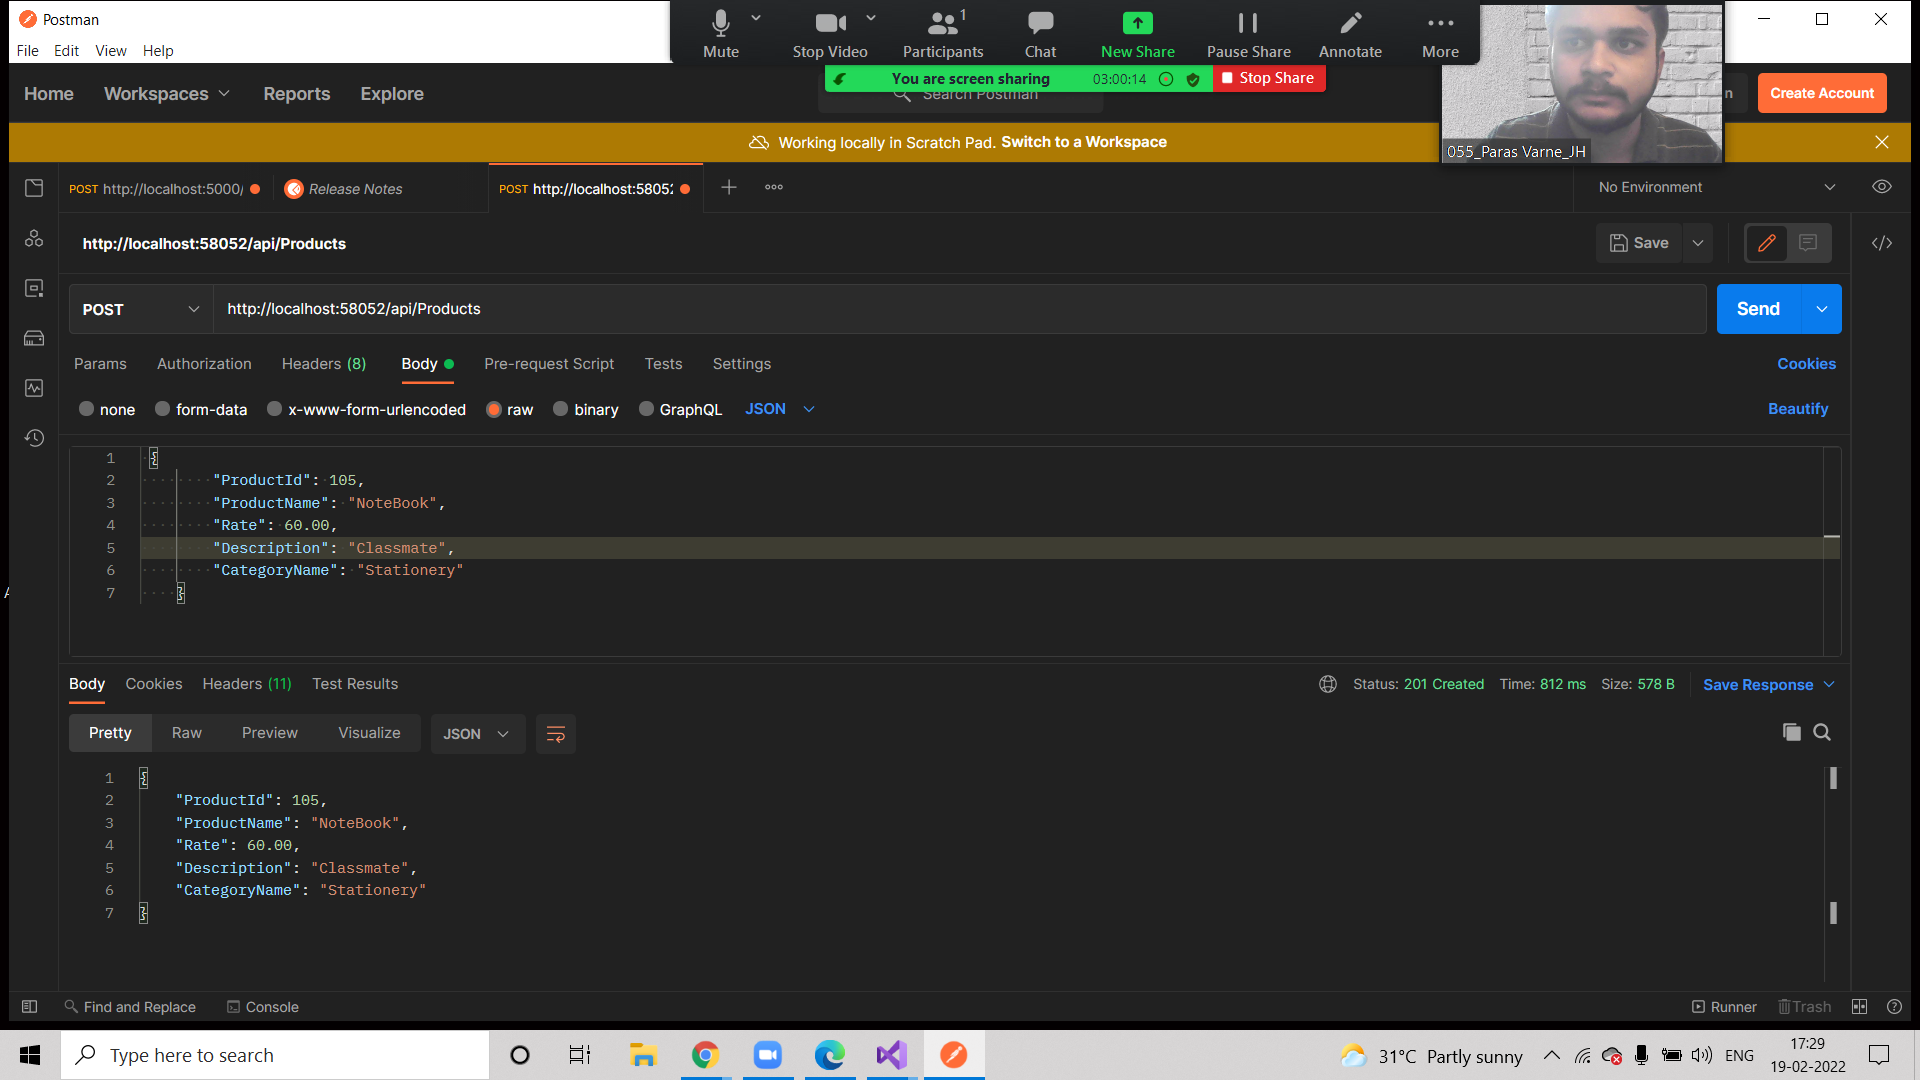 Postman
File Edit View Help
Mute Stop Video Participants 1 Chat New Share Pause Share Annotate More
You are screen sharing 03:00:14 Stop Share
Home Workspaces Reports Explore Search Postman Create Account
Working locally in Scratch Pad. Switch to a Workspace
055_Paras Varne_JH
POST http://localhost:5000/ Release Notes POST http://localhost:58052 No Environment
http://localhost:58052/api/Products Save
POST http://localhost:58052/api/Products Send
Params Authorization Headers (8) Body Pre-request Script Tests Settings Cookies
none form-data x-www-form-urlencoded raw binary GraphQL JSON Beautify
1 {
2 "ProductId": 105,
3 "ProductName": "NoteBook",
4 "Rate": 60.00,
5 "Description": "Classmate",
6 "CategoryName": "Stationery"
7 }
Body Cookies Headers (11) Test Results Status: 201 Created Time: 812 ms Size: 578 B Save Response
Pretty Raw Preview Visualize JSON
1 {
2 "ProductId": 105,
3 "ProductName": "NoteBook",
4 "Rate": 60.00,
5 "Description": "Classmate",
6 "CategoryName": "Stationery"
7 }
Find and Replace Console Runner Trash
Type here to search 31°C Partly sunny ENG 17:29
19-02-2022